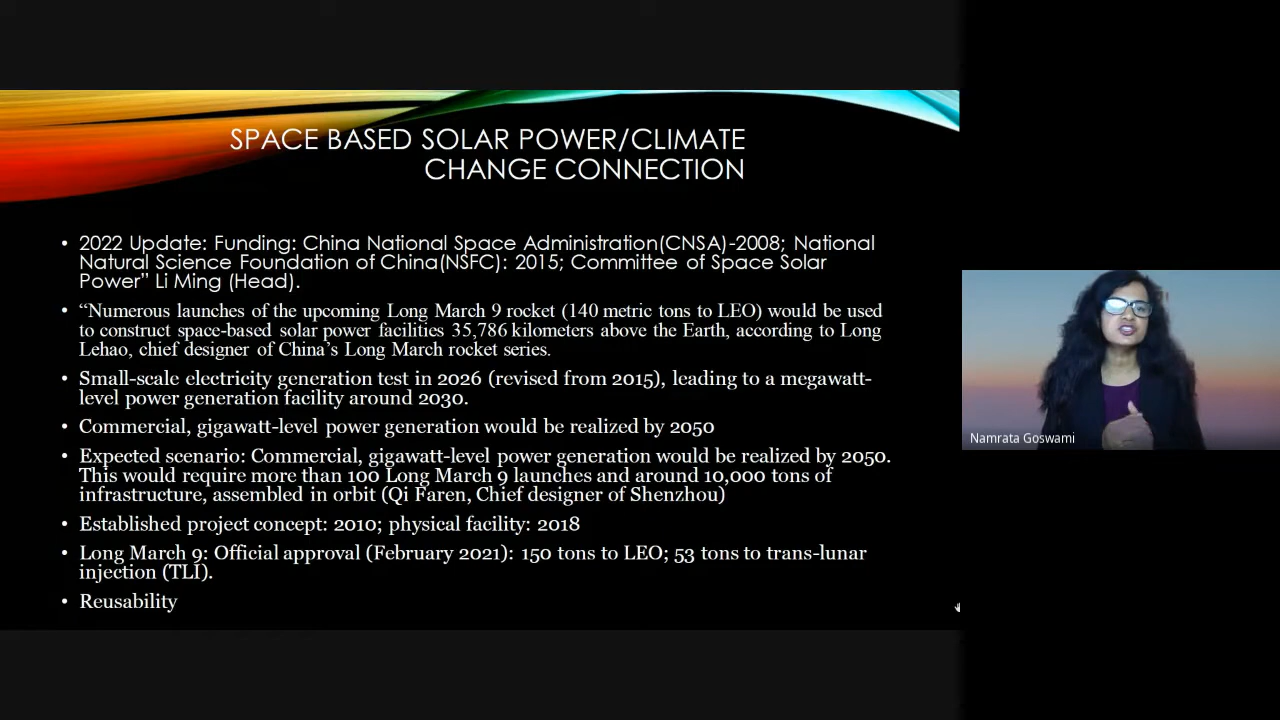 SPACE BASED SOLAR POWER/CLIMATE
CHANGE CONNECTION
• 2022 Update: Funding: China National Space Administration(CNSA)-2008; National
Natural Science Foundation of China(NSFC): 2015; Committee of Space Solar
Power” Li Ming (Head).
• “Numerous launches of the upcoming Long March 9 rocket (140 metric tons to LEO) would be used
to construct space-based solar power facilities 35,786 kilometers above the Earth, according to Long
Lehao, chief designer of China’s Long March rocket series.
• Small-scale electricity generation test in 2026 (revised from 2015), leading to a megawatt-
level power generation facility around 2030.
• Commercial, gigawatt-level power generation would be realized by 2050
• Expected scenario: Commercial, gigawatt-level power generation would be realized by 2050.
This would require more than 100 Long March 9 launches and around 10,000 tons of
infrastructure, assembled in orbit (Qi Faren, Chief designer of Shenzhou)
• Established project concept: 2010; physical facility: 2018
• Long March 9: Official approval (February 2021): 150 tons to LEO; 53 tons to trans-lunar
injection (TLI).
• Reusability
Namrata Goswami